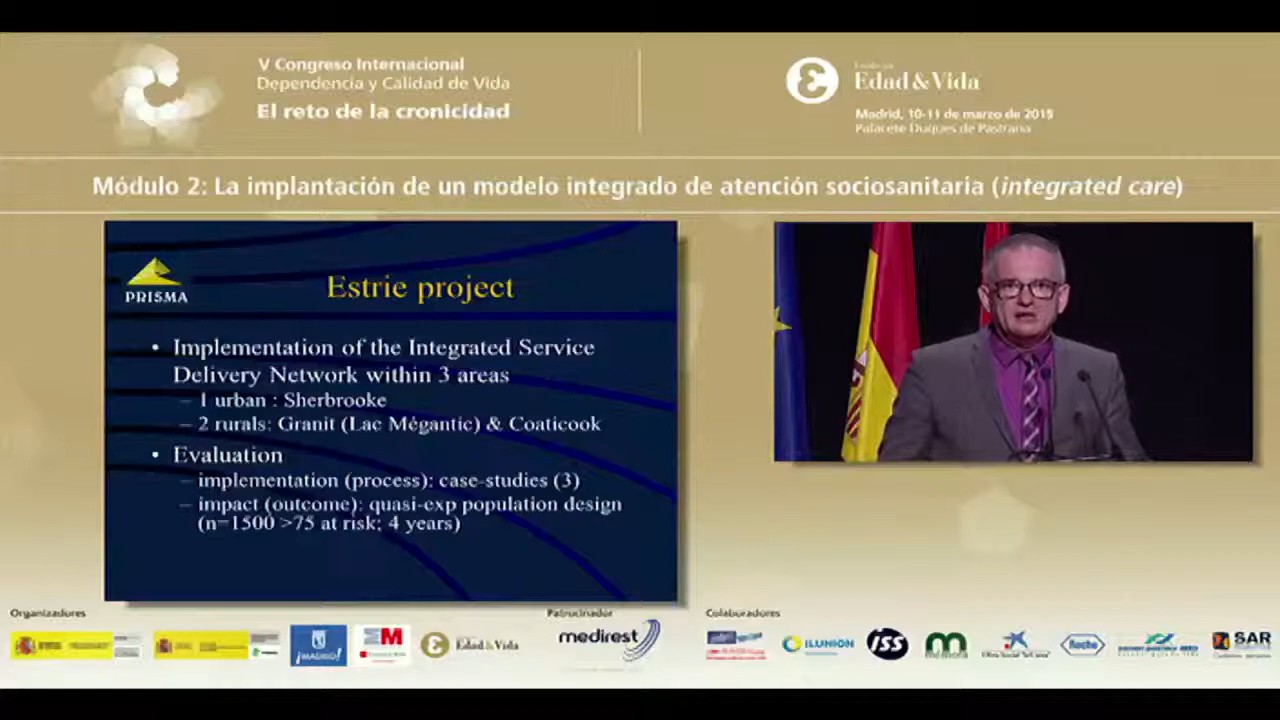 V Congreso Internacional
Dependencia y Calidad de Vida
El reto de la cronicidad
Edad&Vida
Madrid, 10-11 de marzo de 2015
Palacete Duques de Pastrana
Módulo 2: La implantación de un modelo integrado de atención sociosanitaria (integrated care)
PRISMA
Estrie project
• Implementation of the Integrated Service
Delivery Network within 3 areas
– 1 urban : Sherbrooke
– 2 rurals: Granit (Lac Mégantic) & Coaticook
• Evaluation
– implementation (process): case-studies (3)
– impact (outcome): quasi-exp population design
(n=1500 >75 at risk; 4 years)
Organizadores
Patrocinador
Colaboradores
¡MADRID!
M
Edad&Vida
medirest
ILUNION
iSS
Roche
SAR